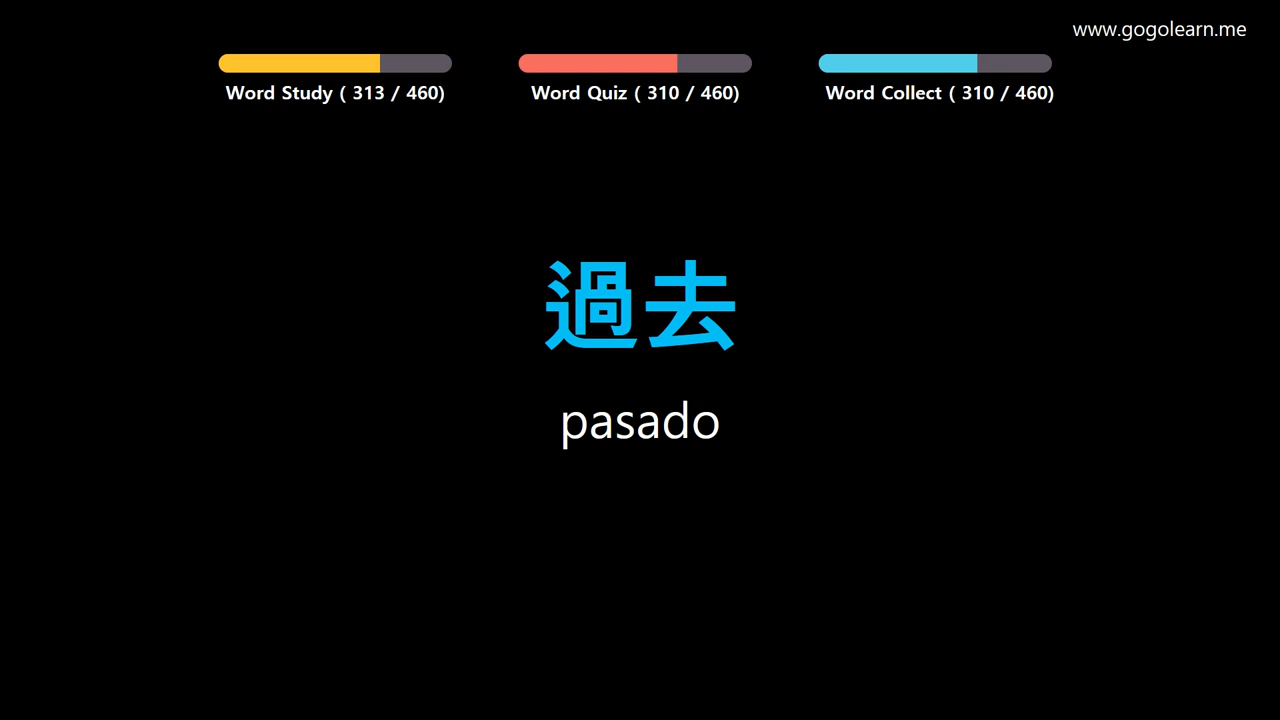 www.gogolearn.me
Word Study ( 313 / 460)
Word Quiz ( 310 / 460)
Word Collect ( 310 / 460)
過去
pasado